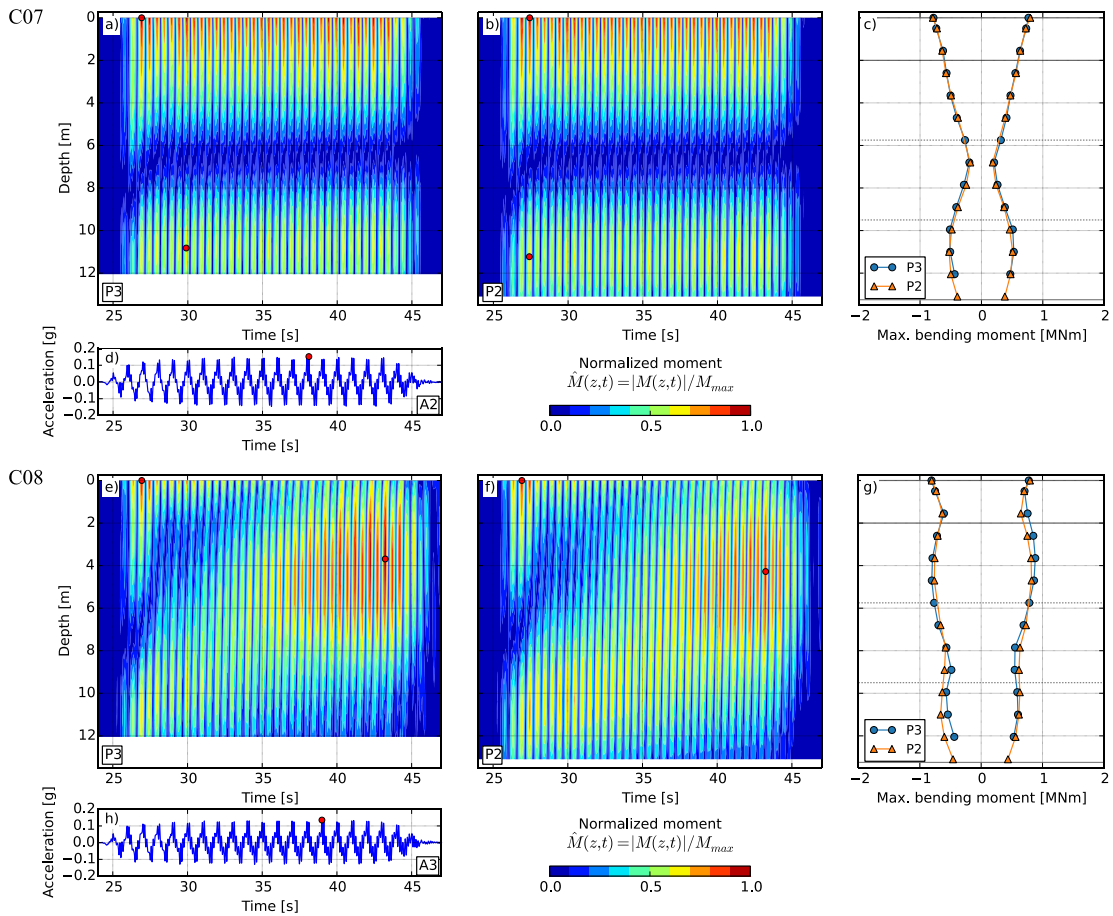 C07
a)
b)
c)
0
2
4
6
8
10
12
Depth [m]
P3
P2
P3
P2
25 30 35 40 45
25 30 35 40 45
−2 −1 0 1 2
Time [s]
Time [s]
Max. bending moment [MNm]
d)
0.2
0.1
0.0
−0.1
−0.2
Acceleration [g]
A2
25 30 35 40 45
Time [s]
Normalized moment
M̂(z,t)=|M(z,t)|/M_max
0.0 0.5 1.0
C08
e)
f)
g)
0
2
4
6
8
10
12
Depth [m]
P3
P2
P3
P2
25 30 35 40 45
25 30 35 40 45
−2 −1 0 1 2
Time [s]
Time [s]
Max. bending moment [MNm]
h)
0.2
0.1
0.0
−0.1
−0.2
Acceleration [g]
A3
25 30 35 40 45
Time [s]
Normalized moment
M̂(z,t)=|M(z,t)|/M_max
0.0 0.5 1.0